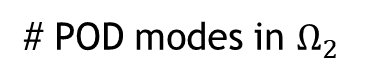 # POD modes in Ω₂